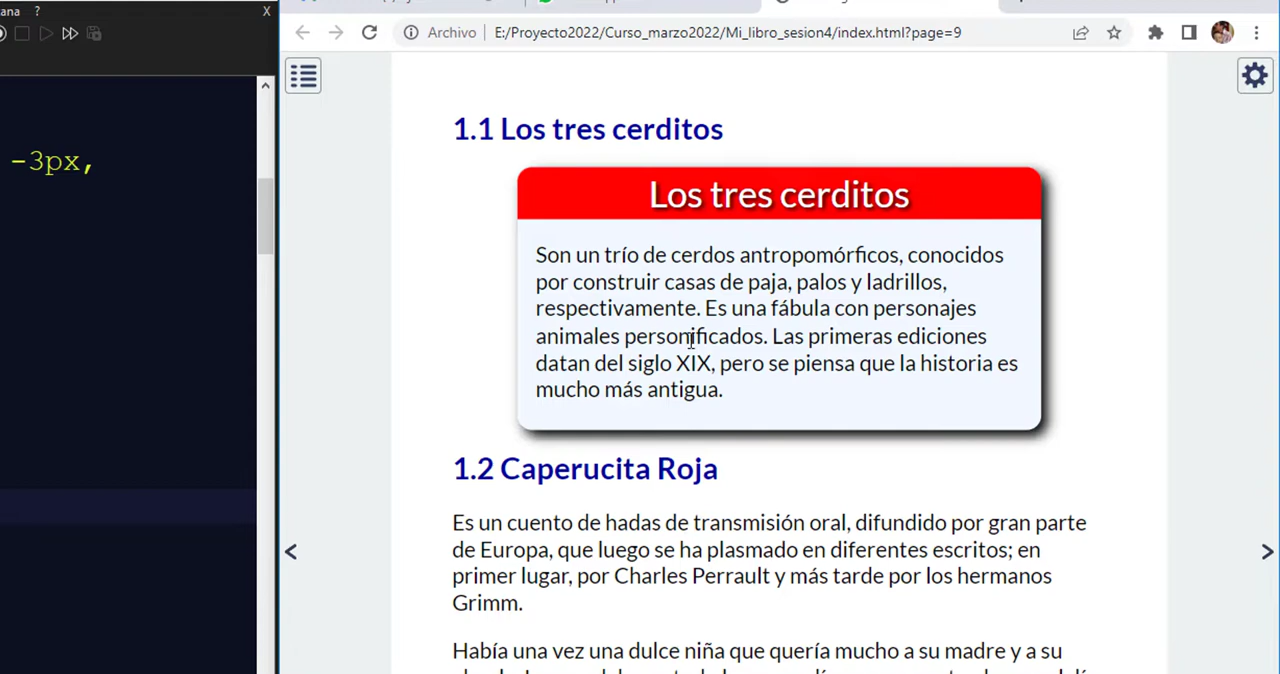 ?
X
Archivo
E:/Proyecto2022/Curso_marzo2022/Mi_libro_sesion4/index.html?page=9
-3px,
1.1 Los tres cerditos
Los tres cerditos
Son un trío de cerdos antropomórficos, conocidos
por construir casas de paja, palos y ladrillos,
respectivamente. Es una fábula con personajes
animales personificados. Las primeras ediciones
datan del siglo XIX, pero se piensa que la historia es
mucho más antigua.
1.2 Caperucita Roja
Es un cuento de hadas de transmisión oral, difundido por gran parte
de Europa, que luego se ha plasmado en diferentes escritos; en
primer lugar, por Charles Perrault y más tarde por los hermanos
Grimm.
Había una vez una dulce niña que quería mucho a su madre y a su